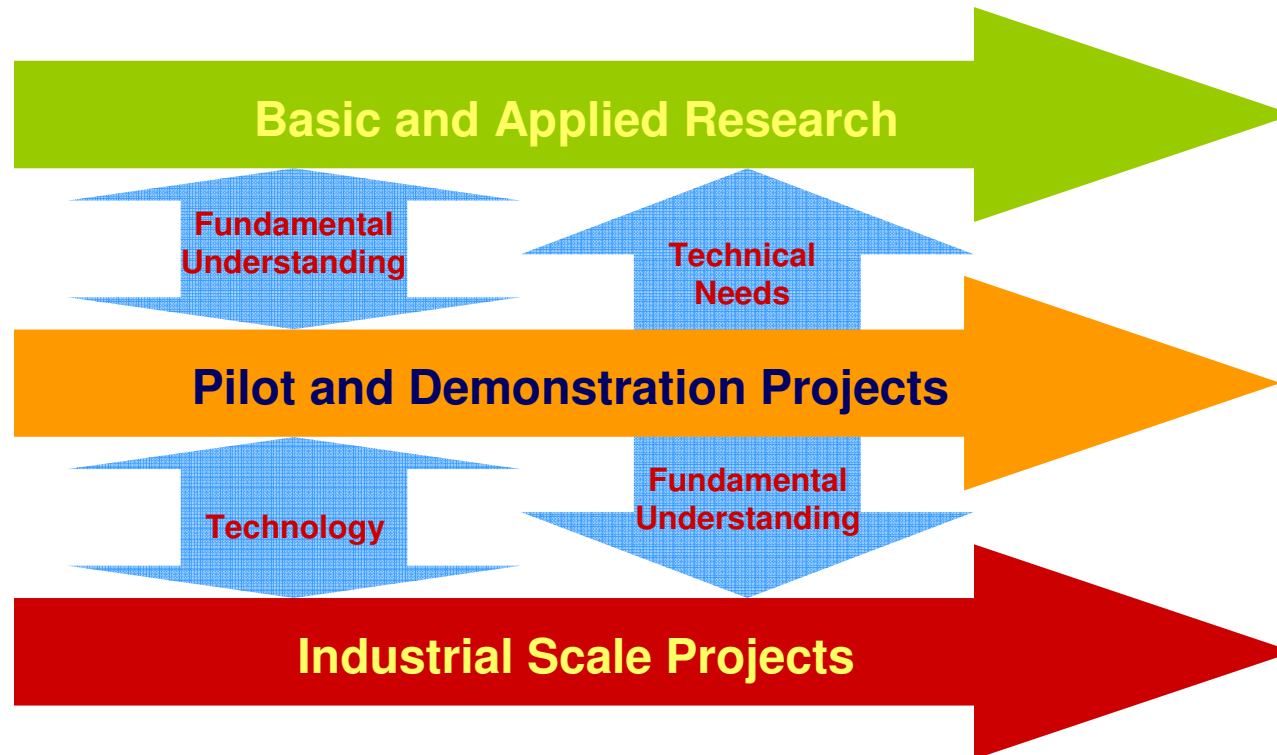 Basic and Applied Research
Fundamental
Understanding
Technical
Needs
Pilot and Demonstration Projects
Technology
Fundamental
Understanding
Industrial Scale Projects